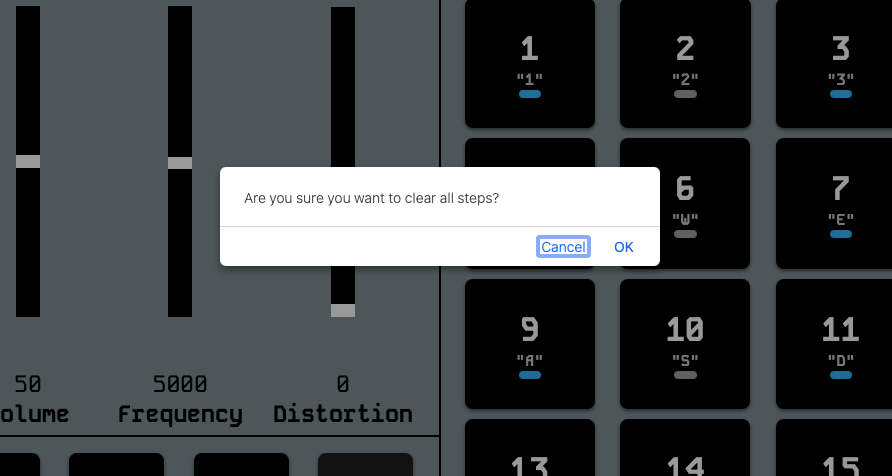 1
"1"
2
"2"
3
"3"
Are you sure you want to clear all steps?
Cancel
OK
6
"W"
7
"E"
9
"A"
10
"S"
11
"D"
50
olume
5000
Frequency
0
Distortion
13
14
15